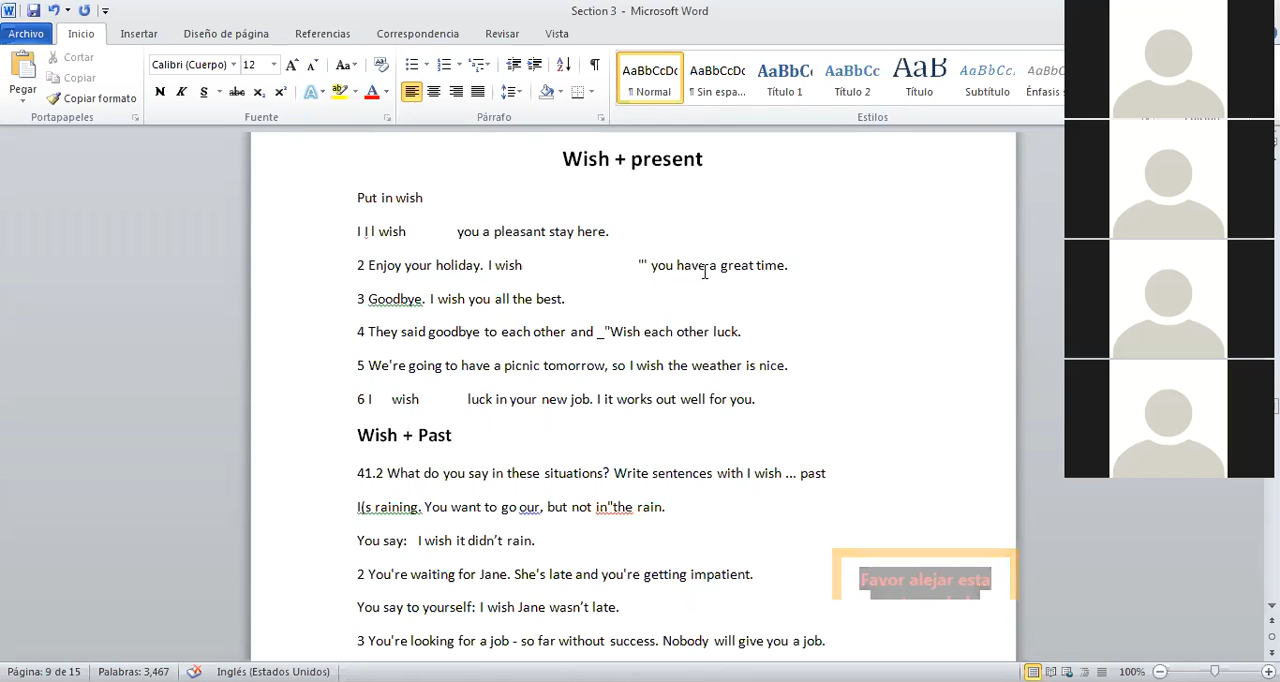 Section 3 - Microsoft Word
Archivo Inicio Insertar Diseño de página Referencias Correspondencia Revisar Vista
Pegar
Cortar
Copiar
Copiar formato
Portapapeles
Calibri (Cuerpo) 12
Fuente
Párrafo
AaBbCcDc AaBbCcDc AaBbC AaBbCc AaB AaBbCc. AaBbCc
¶ Normal ¶ Sin espa... Título 1 Título 2 Título Subtítulo Énfasis
Estilos
Wish + present
Put in wish
I I l wish you a pleasant stay here.
2 Enjoy your holiday. I wish "' you have a great time.
3 Goodbye. I wish you all the best.
4 They said goodbye to each other and _"Wish each other luck.
5 We're going to have a picnic tomorrow, so I wish the weather is nice.
6 I wish luck in your new job. I it works out well for you.
Wish + Past
41.2 What do you say in these situations? Write sentences with I wish ... past
I(s raining. You want to go our, but not in"the rain.
You say: I wish it didn’t rain.
2 You're waiting for Jane. She's late and you're getting impatient.
You say to yourself: I wish Jane wasn’t late.
3 You're looking for a job - so far without success. Nobody will give you a job.
Favor alejar esta
Página: 9 de 15 Palabras: 3,467 Inglés (Estados Unidos) 100%